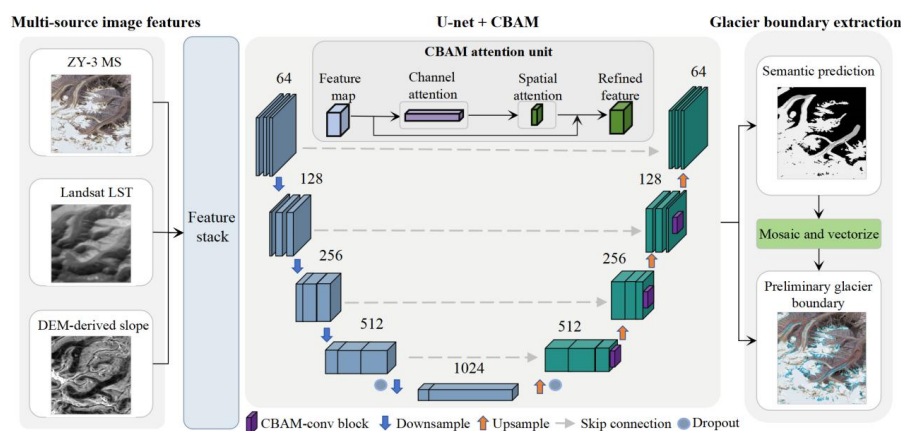 Multi-source image features
U-net + CBAM
Glacier boundary extraction
ZY-3 MS
Landsat LST
DEM-derived slope
Feature
stack
CBAM attention unit
Feature
map
Channel
attention
Spatial
attention
Refined
feature
64
128
256
512
1024
512
256
128
64
Semantic prediction
Mosaic and vectorize
Preliminary glacier
boundary
CBAM-conv block
Downsample
Upsample
Skip connection
Dropout